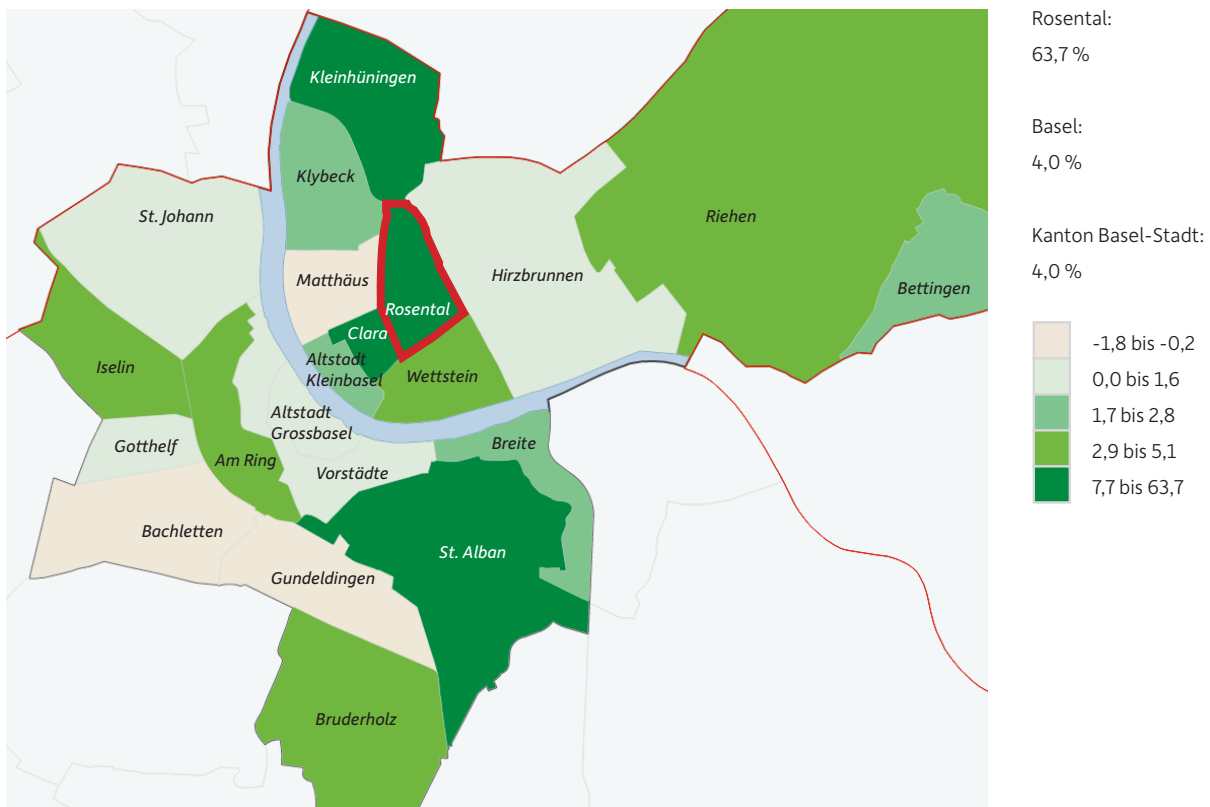 Kleinhüningen
Klybeck
St. Johann
Riehen
Hirzbrunnen
Matthäus
Bettingen
Rosental
Clara
Altstadt
Kleinbasel
Iselin
Wettstein
Altstadt
Grossbasel
Gotthelf
Breite
Am Ring
Vorstädte
Bachletten
St. Alban
Gundeldingen
Bruderholz
Rosental:
63,7 %
Basel:
4,0 %
Kanton Basel-Stadt:
4,0 %
-1,8 bis -0,2
0,0 bis 1,6
1,7 bis 2,8
2,9 bis 5,1
7,7 bis 63,7